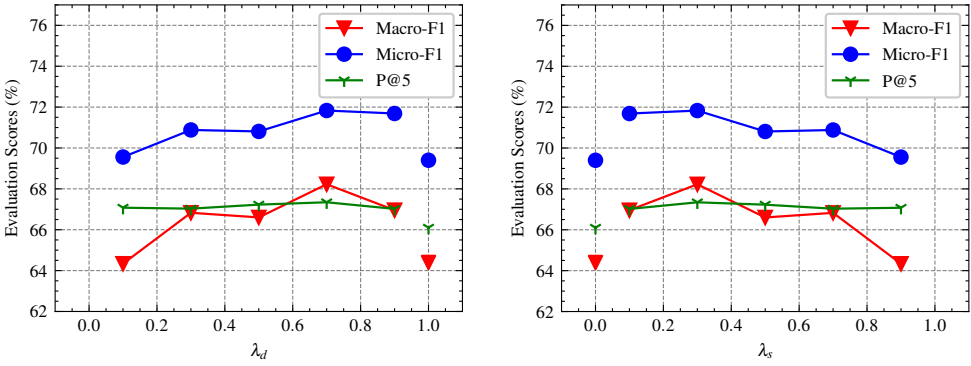 76
74
72
70
68
66
64
62
Evaluation Scores (%)
Macro-F1
Micro-F1
P@5
0.0 0.2 0.4 0.6 0.8 1.0
λd
76
74
72
70
68
66
64
62
Evaluation Scores (%)
Macro-F1
Micro-F1
P@5
0.0 0.2 0.4 0.6 0.8 1.0
λs